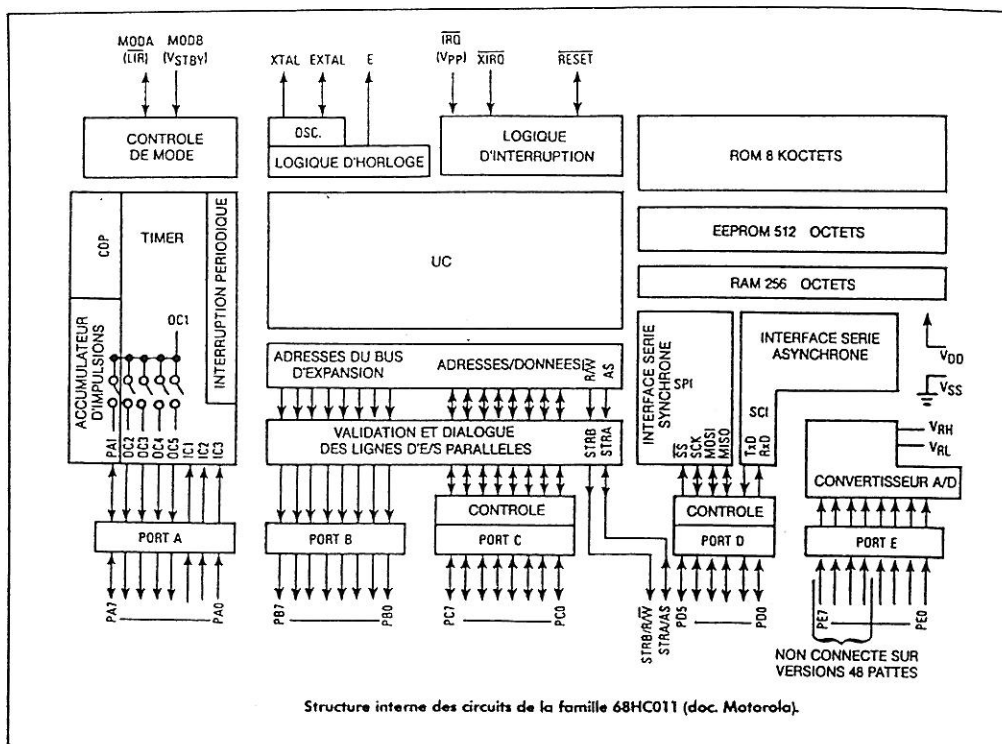 MODA MODB
(LIR) (VSTBY)
XTAL EXTAL E
IRQ XIRQ RESET
(VPP)
CONTROLE
DE MODE
OSC.
LOGIQUE D'HORLOGE
LOGIQUE
D'INTERRUPTION
ROM 8 KOCTETS
COP
TIMER
INTERRUPTION PERIODIQUE
UC
EEPROM 512 OCTETS
RAM 256 OCTETS
ACCUMULATEUR
D'IMPULSIONS
OC1
ADRESSES DU BUS
D'EXPANSION
ADRESSES/DONNEES
R/W
AS
INTERFACE SERIE
SYNCHRONE
SPI
INTERFACE SERIE
ASYNCHRONE
SCI
VDD
VSS
VRH
VRL
PA1
OC2
OC3
OC4
OC5
IC1
IC2
IC3
VALIDATION ET DIALOGUE
DES LIGNES D'E/S PARALLELES
STRB
STRA
SS
SCK
MOSI
MISO
TxD
RxD
CONVERTISSEUR A/D
CONTROLE
CONTROLE
PORT A
PORT B
PORT C
PORT D
PORT E
PA7
PA0
PB7
PB0
PC7
PC0
STRB/R/W
STRA/AS
PD5
PD0
PE7
PE0
NON CONNECTE SUR
VERSIONS 48 PATTES
Structure interne des circuits de la famille 68HC011 (doc. Motorola).